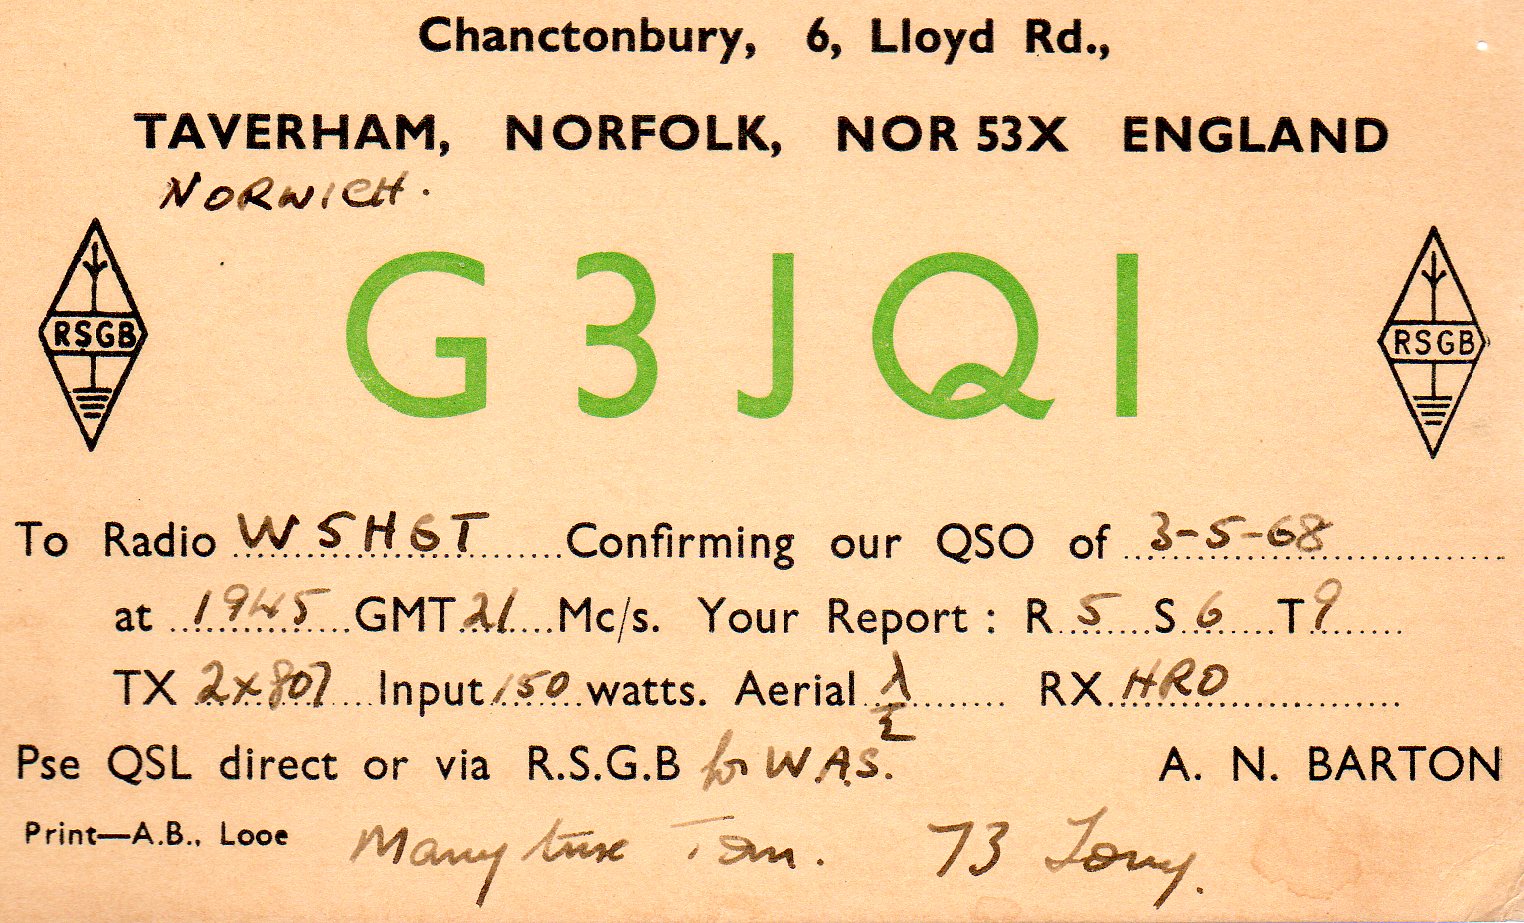 Chanctonbury, 6, Lloyd Rd.,
TAVERHAM, NORFOLK, NOR 53X ENGLAND
NORWICH.
G3JQI
RSGB
RSGB
To Radio W5HGT Confirming our QSO of 3-5-68
at 1945 GMT 21 Mc/s. Your Report: R 5 S 6 T 9
TX 2x807 Input 150 watts. Aerial λ/2 RX HRO
Pse QSL direct or via R.S.G.B for W.A.S. A. N. BARTON
Print—A.B., Looe Many tnx Tom. 73 Tony.